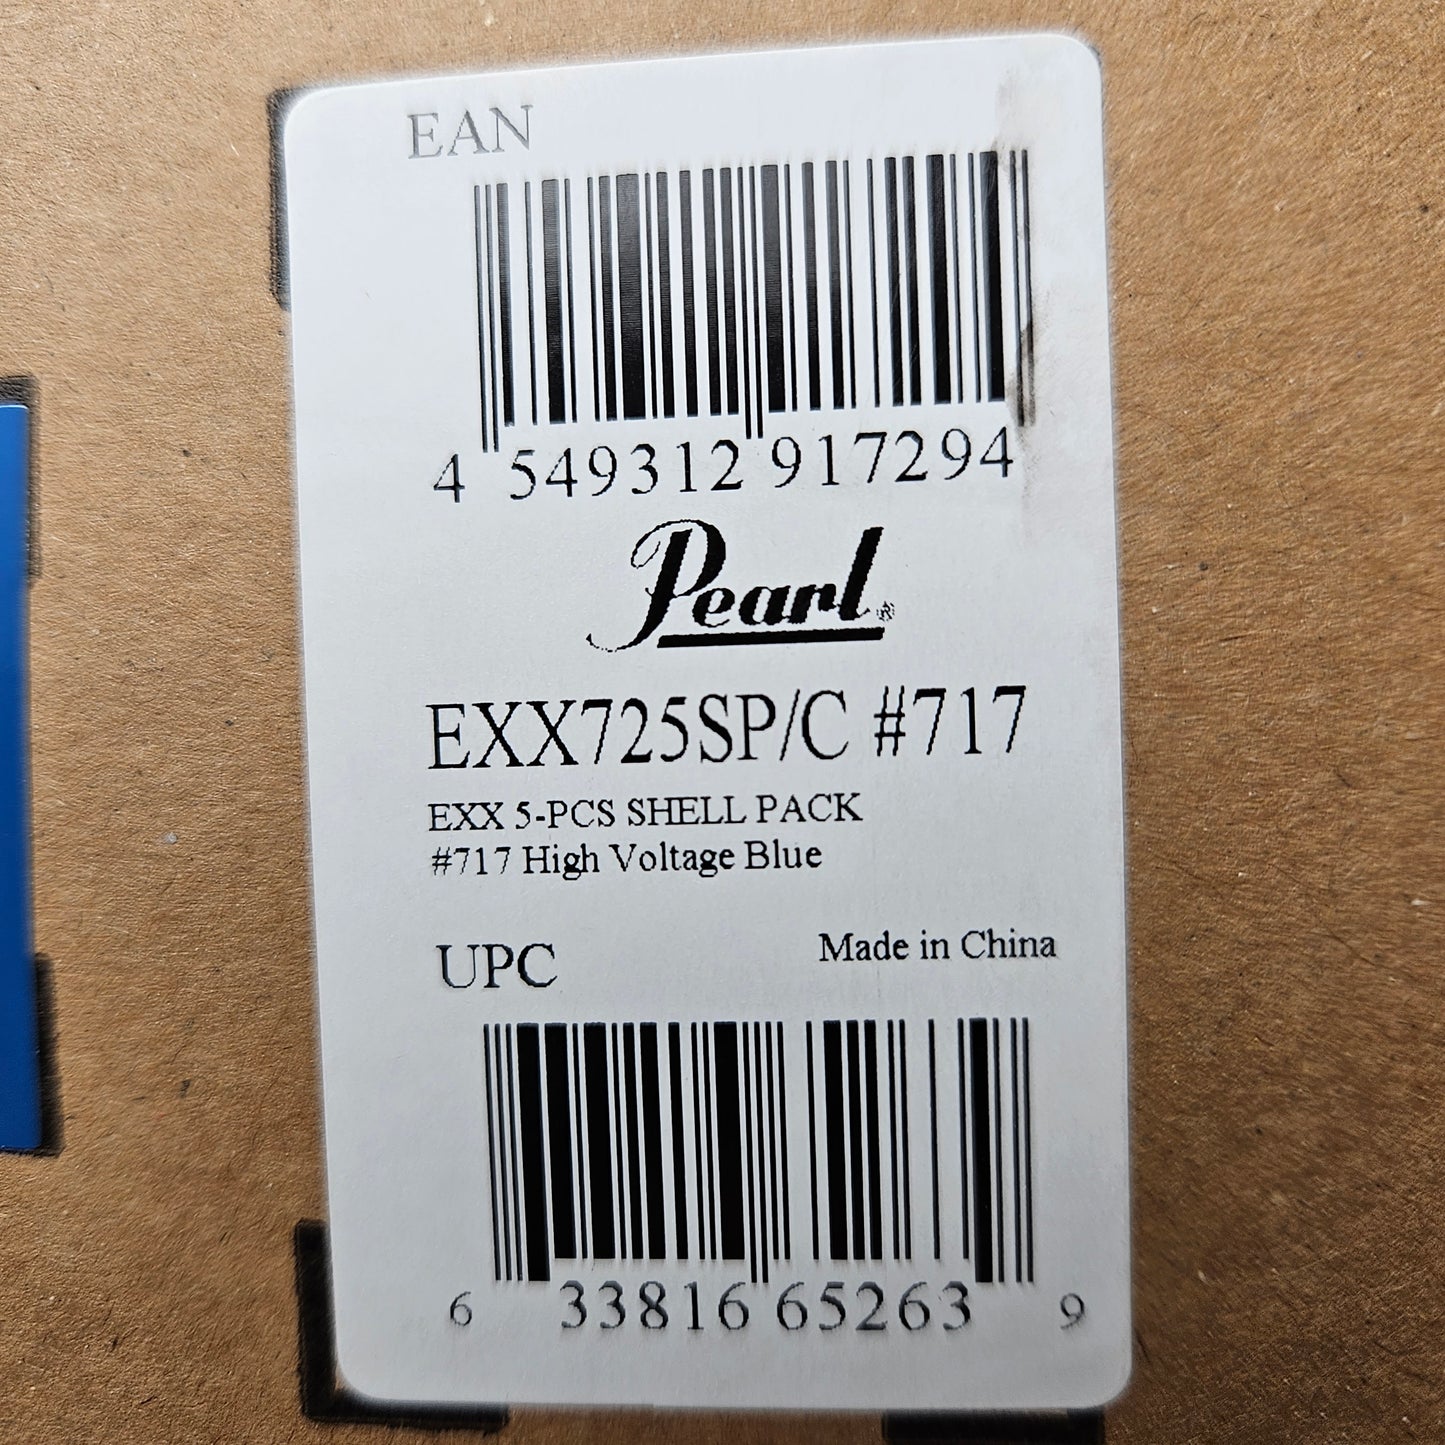 EAN
4 549312 917294
Pearl®
EXX725SP/C #717
EXX 5-PCS SHELL PACK
#717 High Voltage Blue
UPC
Made in China
6 33816 65263 9